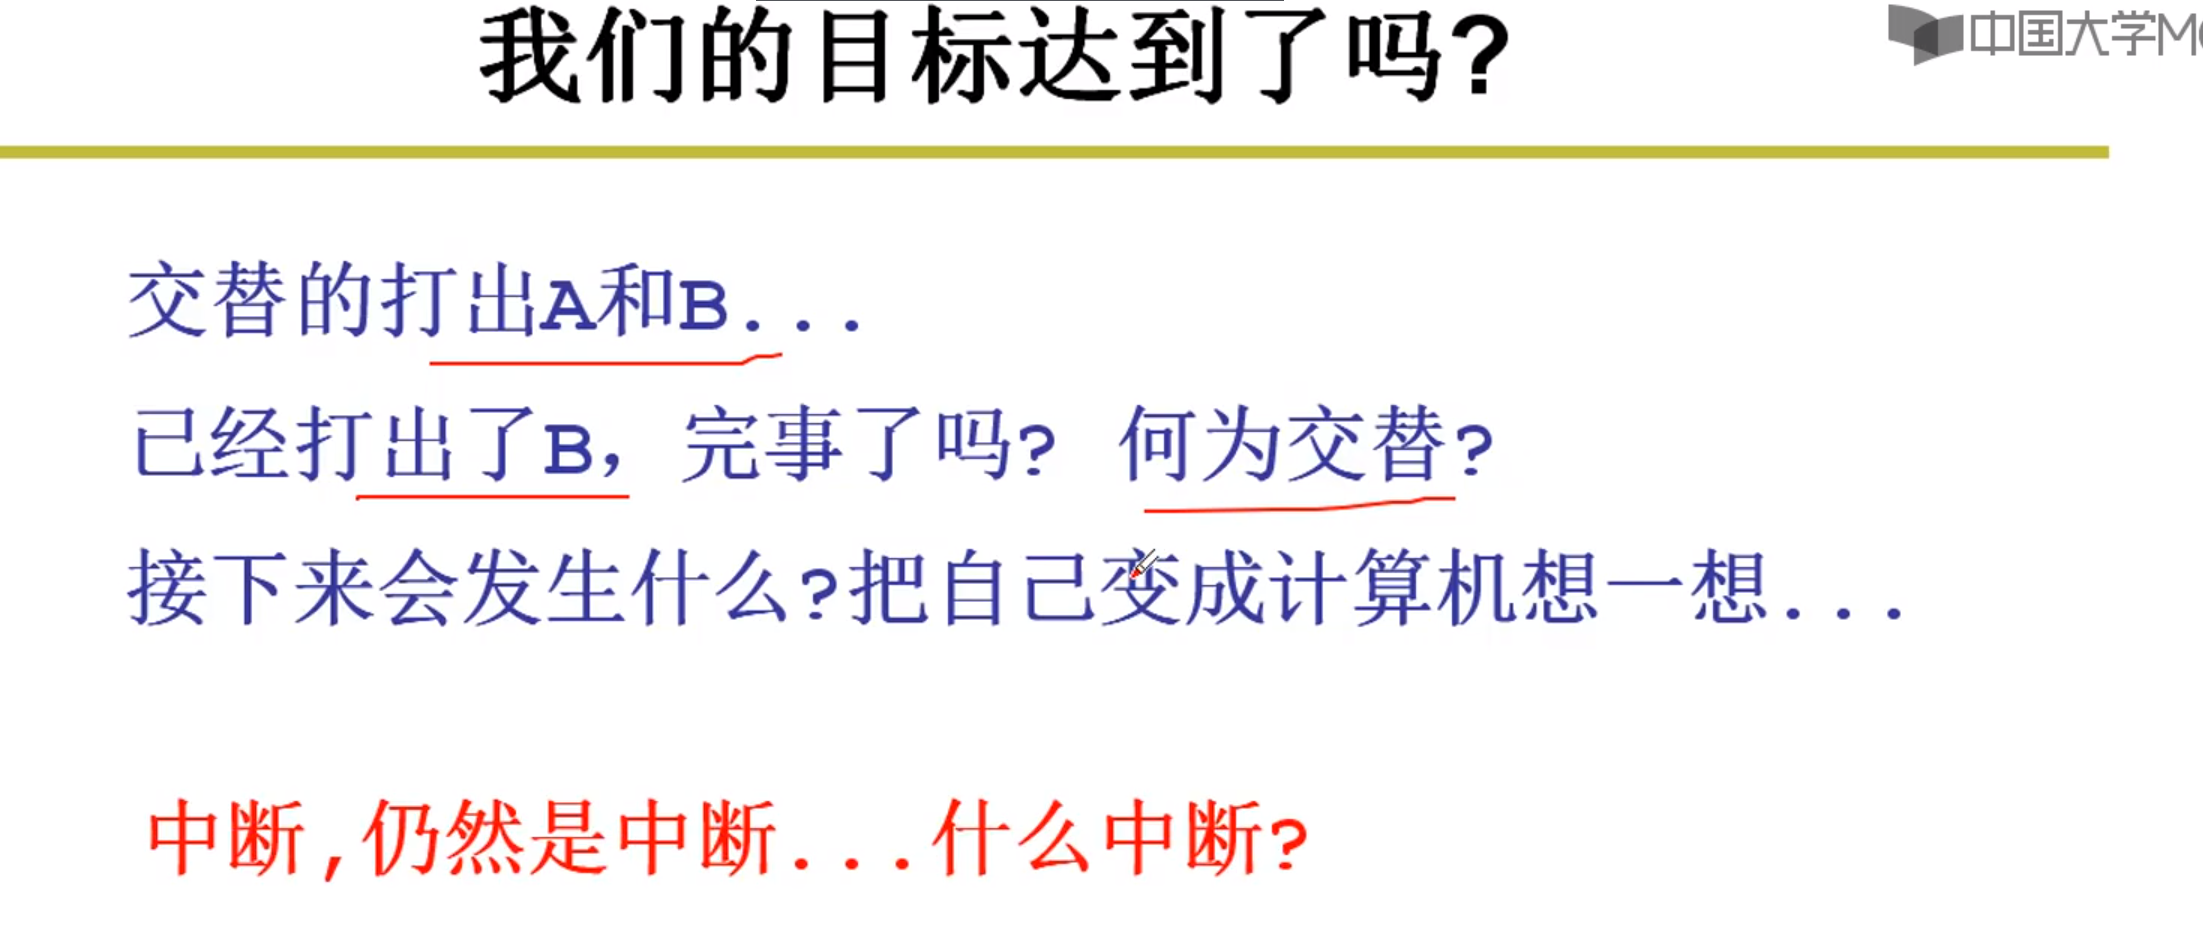 我们的目标达到了吗?
中国大学M
交替的打出A和B...
已经打出了B，完事了吗? 何为交替?
接下来会发生什么?把自己变成计算机想一想...
中断,仍然是中断...什么中断?